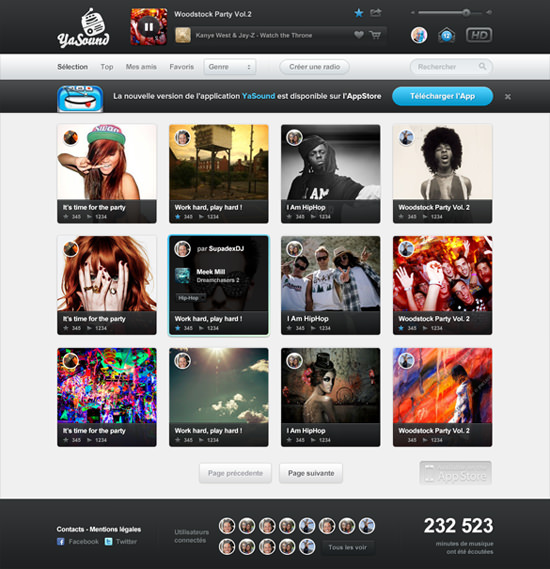 YaSound
Woodstock Party Vol.2
Kanye West & Jay-Z - Watch the Throne
HD
Sélection
Top
Mes amis
Favoris
Genre
Créer une radio
Rechercher
La nouvelle version de l'application YaSound est disponible sur l'AppStore
Télécharger l'App
SWAN
I AM
It's time for the party
345 1234
Work hard, play hard !
345 1234
I Am HipHop
345 1234
Woodstock Party Vol. 2
345 1234
par SupadexDJ
Meek Mill
Dreamchasers 2
Hip-Hop
It's time for the party
345 1234
Work hard, play hard !
345 1234
I Am HipHop
345 1234
Woodstock Party Vol. 2
345 1234
It's time for the party
345 1234
Work hard, play hard !
345 1234
I Am HipHop
345 1234
Woodstock Party Vol. 2
345 1234
Page précedente
Page suivante
AppStore
Contacts - Mentions légales
Facebook
Twitter
Utilisateurs
connectés
Tous les voir
232 523
minutes de musique
ont été écoutées